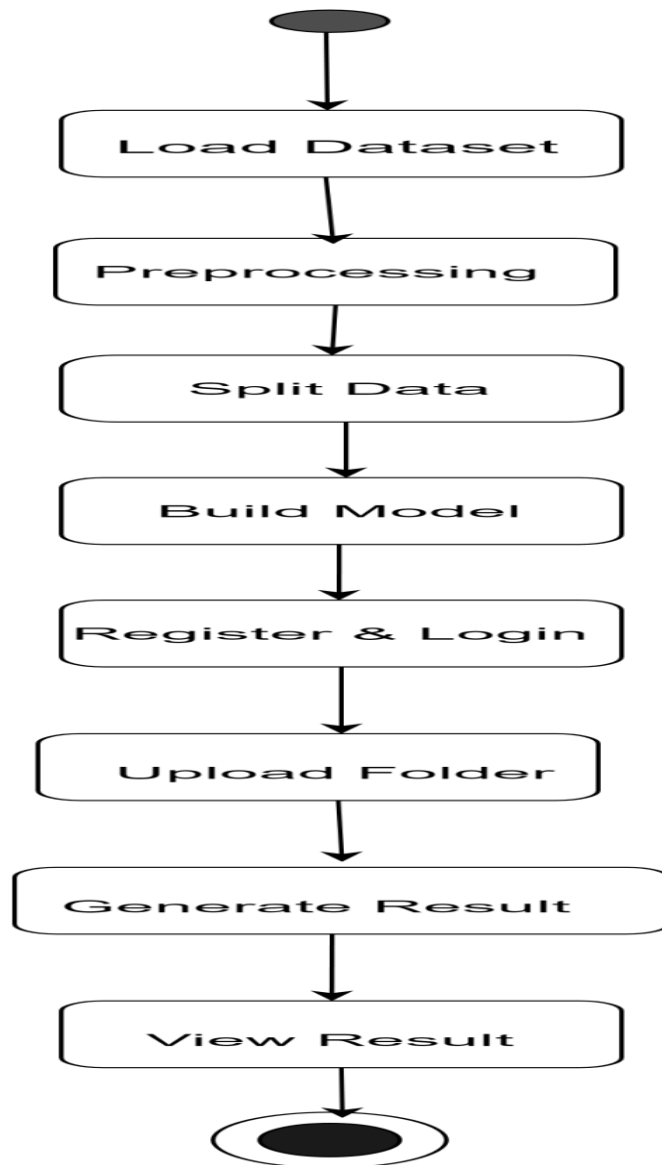 Load Dataset
Preprocessing
Split Data
Build Model
Register & Login
Upload Folder
Generate Result
View Result